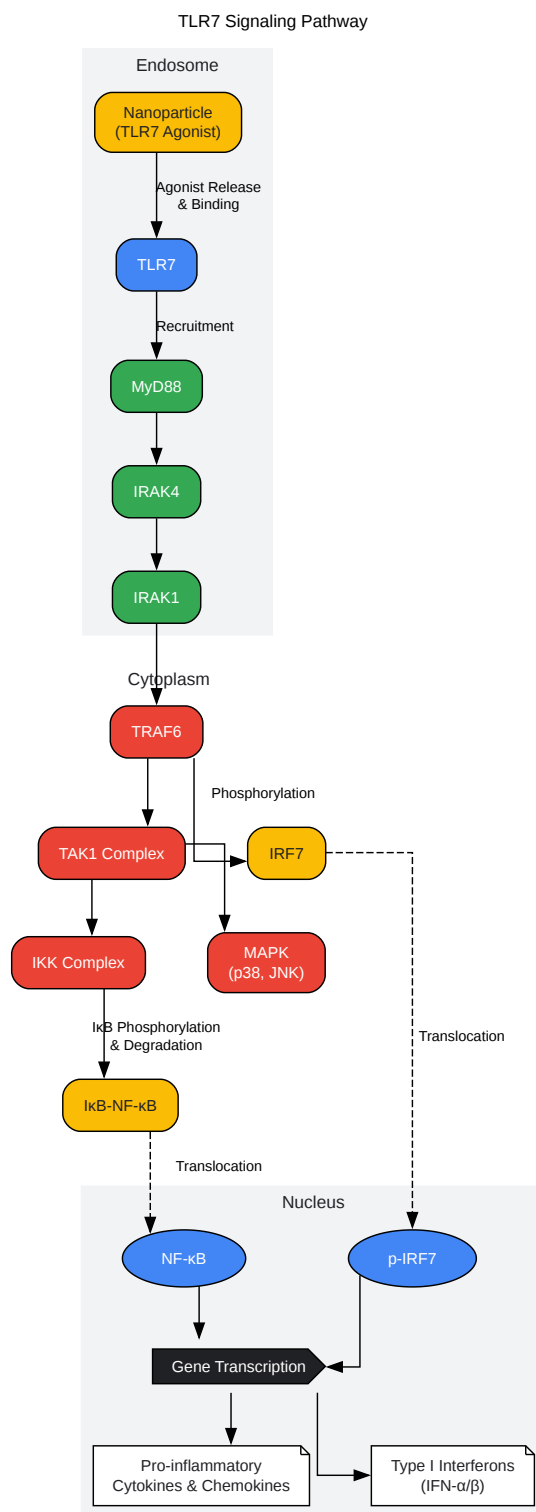 TLR7 Signaling Pathway
Endosome
Nanoparticle
(TLR7 Agonist)
Agonist Release
& Binding
TLR7
Recruitment
MyD88
IRAK4
IRAK1
Cytoplasm
TRAF6
Phosphorylation
TAK1 Complex
IRF7
IKK Complex
MAPK
(p38, JNK)
IκB Phosphorylation
& Degradation
Translocation
IκB-NF-κB
Translocation
Nucleus
NF-κB
p-IRF7
Gene Transcription
Pro-inflammatory
Cytokines & Chemokines
Type I Interferons
(IFN-α/β)